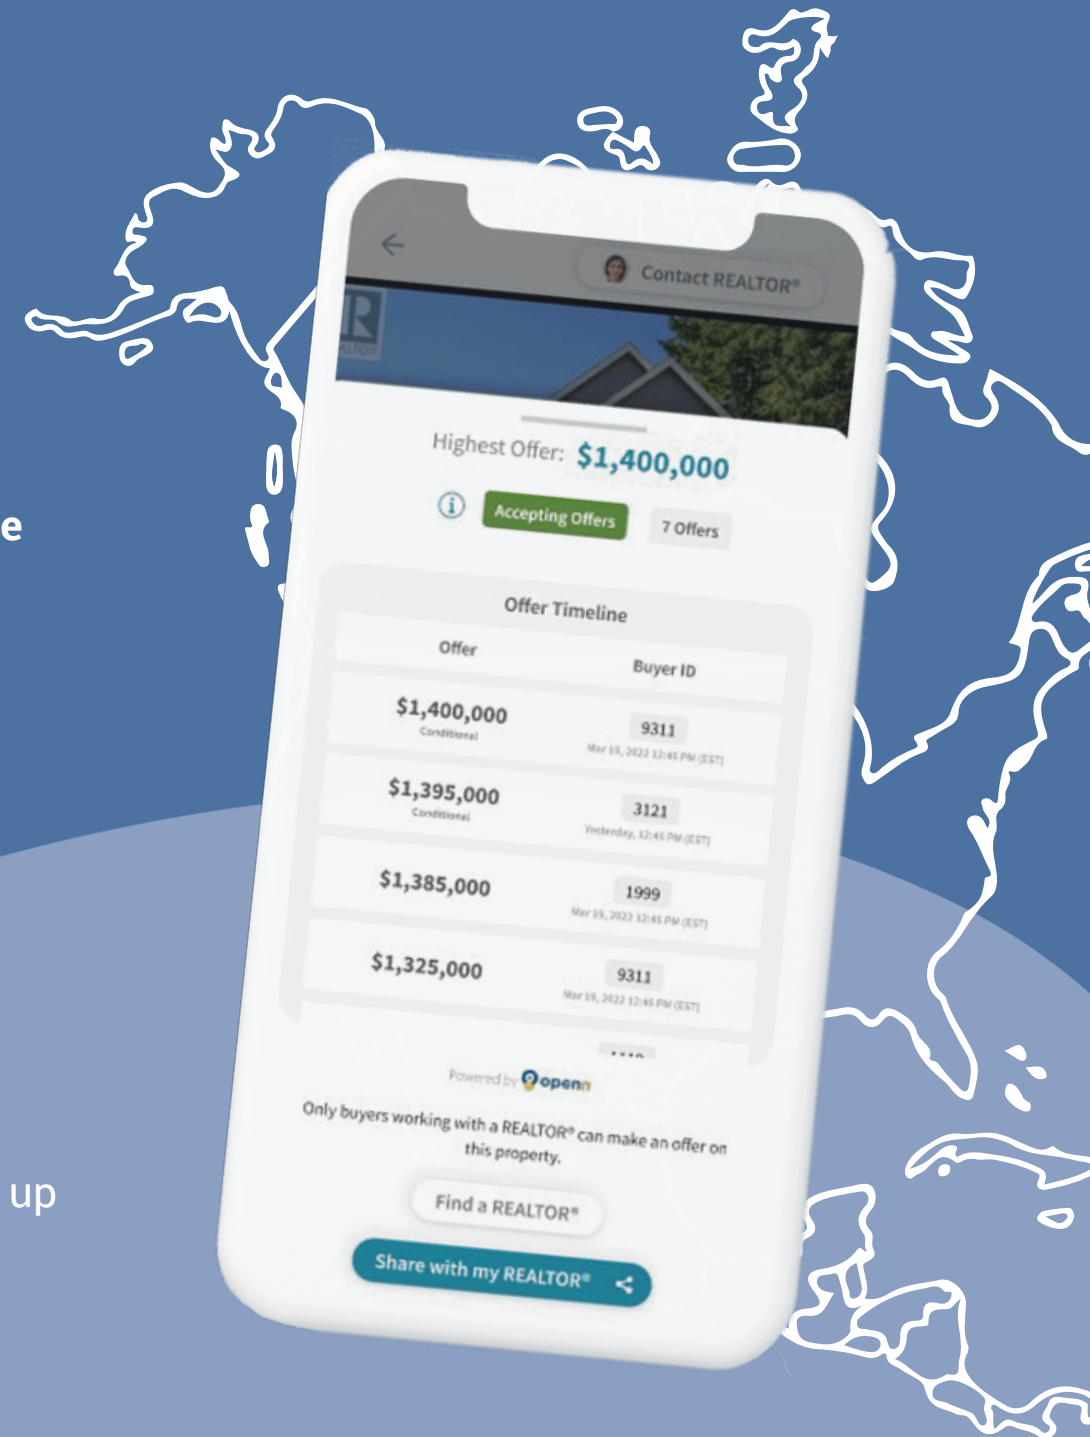 Contact REALTOR®
R
Highest Offer: $1,400,000
Accepting Offers
7 Offers
e
Offer Timeline
Offer Buyer ID
$1,400,000 9311
Conditional Mar 19, 2022 12:45 PM (EST)
$1,395,000 3121
Conditional Yesterday, 12:45 PM (EST)
$1,385,000 1999
Mar 19, 2022 12:45 PM (EST)
$1,325,000 9311
Mar 19, 2022 12:45 PM (EST)
Powered by openn
Only buyers working with a REALTOR® can make an offer on
this property.
up
Find a REALTOR®
Share with my REALTOR®